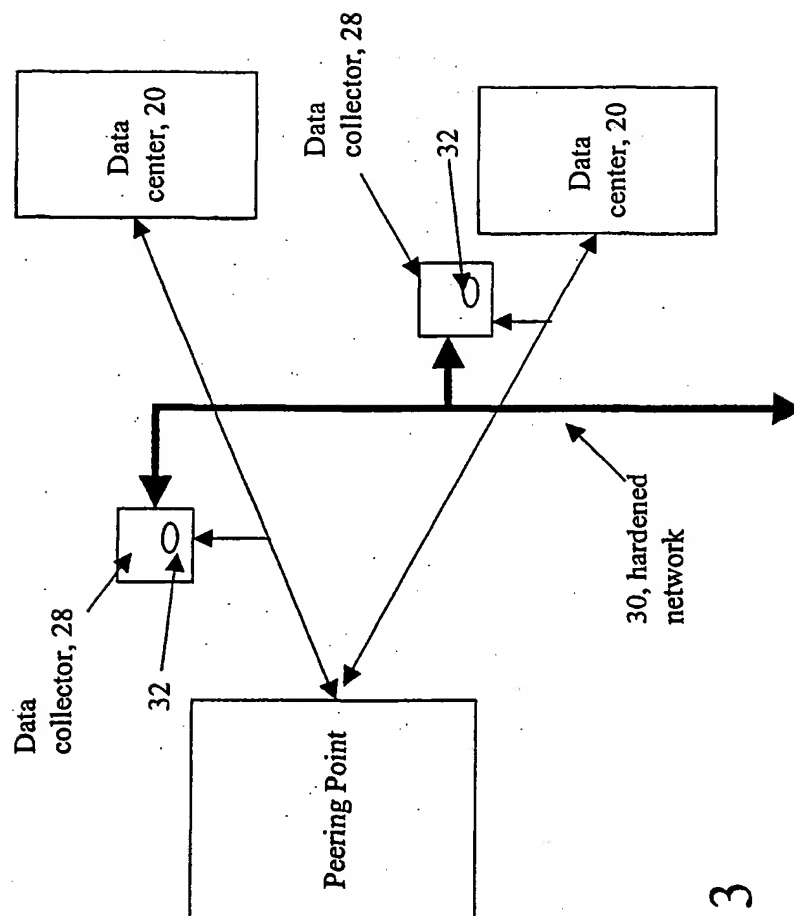 Data
center, 20
Data
collector, 28
32
Data
center, 20
Data
collector, 28
32
30, hardened
network
Peering Point
3